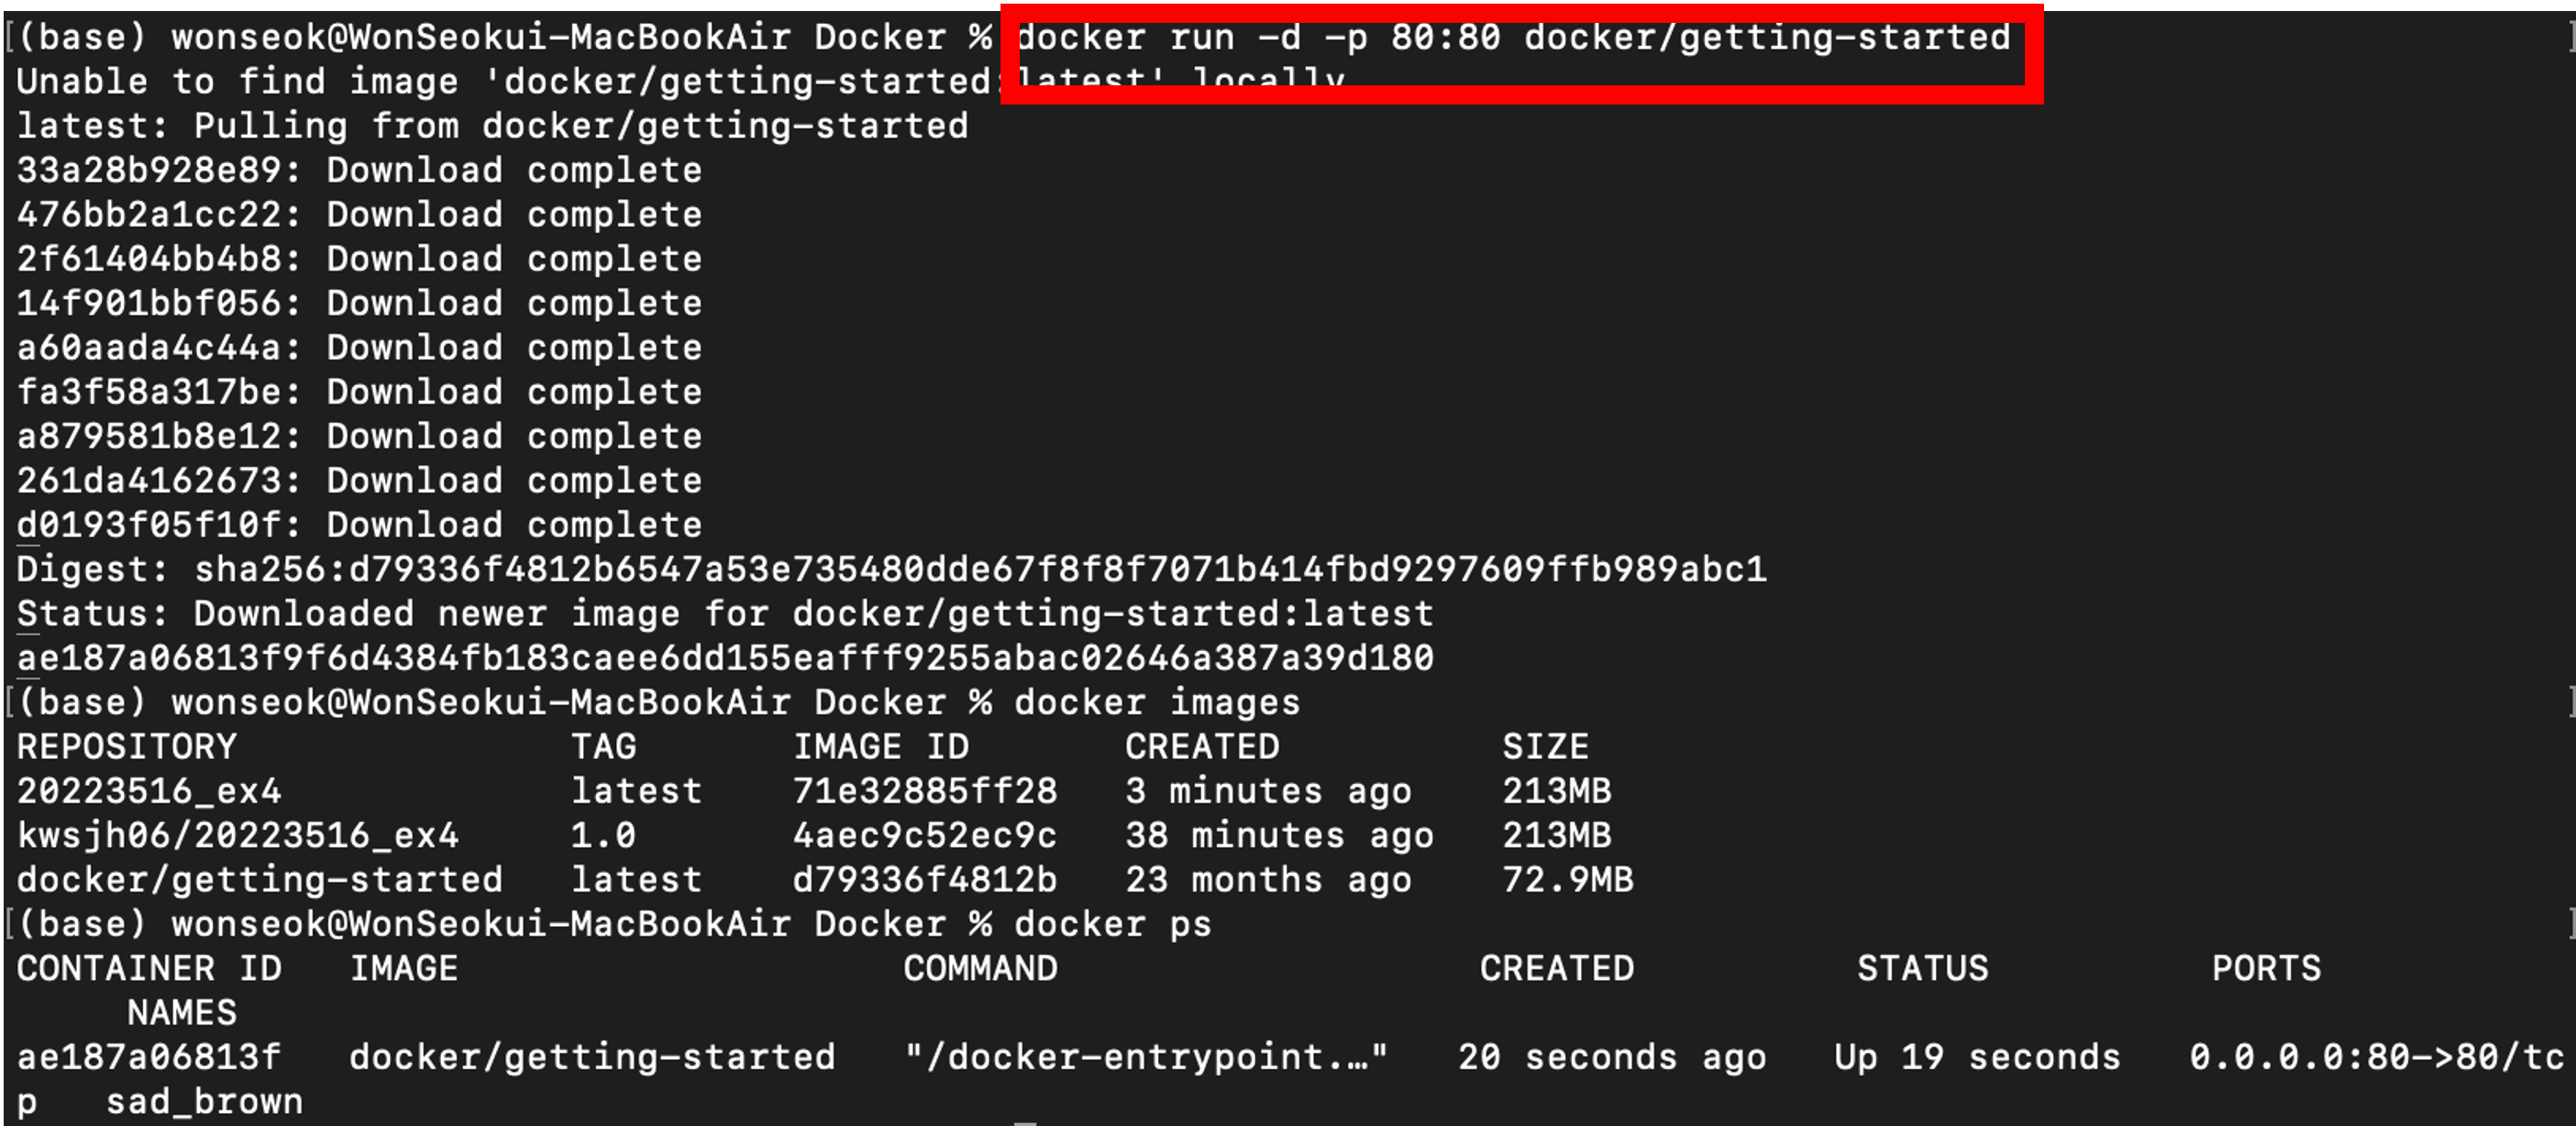 [(base) wonseok@WonSeokui-MacBookAir Docker % docker run -d -p 80:80 docker/getting-started ]
Unable to find image 'docker/getting-started:latest' locally
latest: Pulling from docker/getting-started
33a28b928e89: Download complete
476bb2a1cc22: Download complete
2f61404bb4b8: Download complete
14f901bbf056: Download complete
a60aada4c44a: Download complete
fa3f58a317be: Download complete
a879581b8e12: Download complete
261da4162673: Download complete
d0193f05f10f: Download complete
Digest: sha256:d79336f4812b6547a53e735480dde67f8f8f7071b414fbd9297609ffb989abc1
Status: Downloaded newer image for docker/getting-started:latest
ae187a06813f9f6d4384fb183caee6dd155eafff9255abac02646a387a39d180
[(base) wonseok@WonSeokui-MacBookAir Docker % docker images ]
REPOSITORY TAG IMAGE ID CREATED SIZE
20223516_ex4 latest 71e32885ff28 3 minutes ago 213MB
kwsjh06/20223516_ex4 1.0 4aec9c52ec9c 38 minutes ago 213MB
docker/getting-started latest d79336f4812b 23 months ago 72.9MB
[(base) wonseok@WonSeokui-MacBookAir Docker % docker ps ]
CONTAINER ID IMAGE COMMAND CREATED STATUS PORTS
NAMES
ae187a06813f docker/getting-started "/docker-entrypoint.…" 20 seconds ago Up 19 seconds 0.0.0.0:80->80/tc
p sad_brown